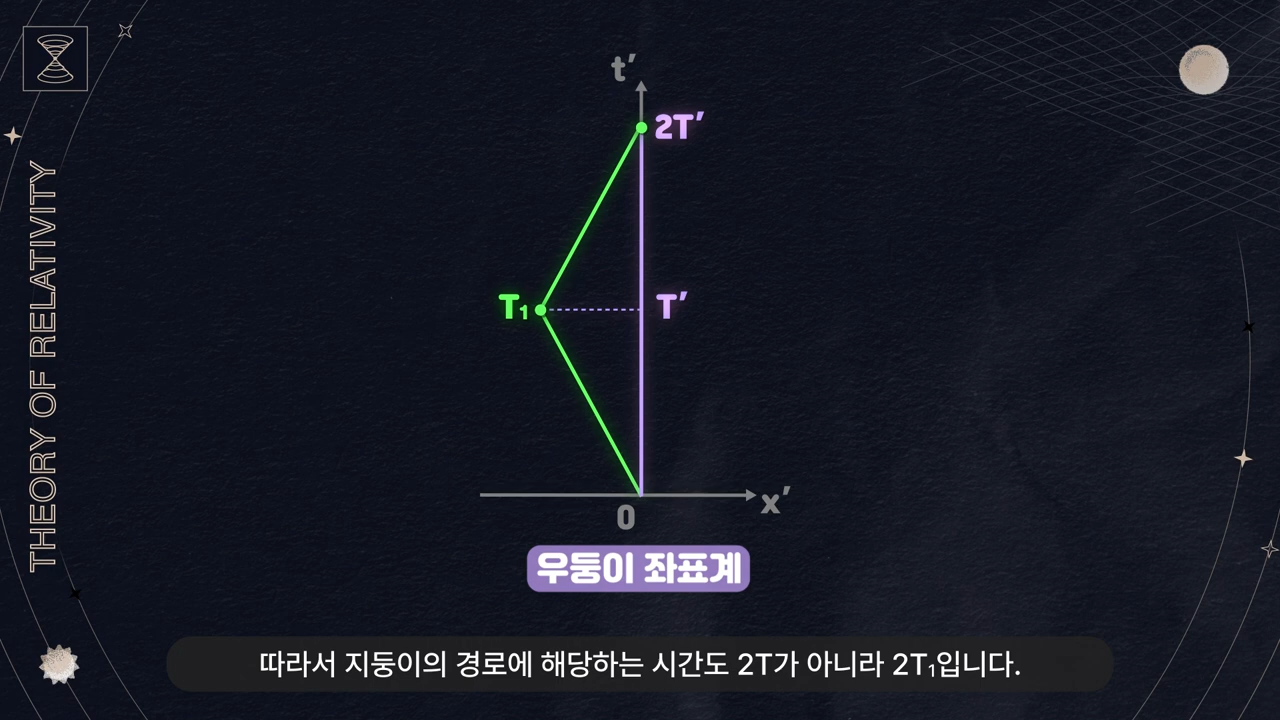 THEORY OF RELATIVITY
t′
2T′
T₁
T′
x′
0
우둥이 좌표계
따라서 지둥이의 경로에 해당하는 시간도 2T가 아니라 2T₁입니다.